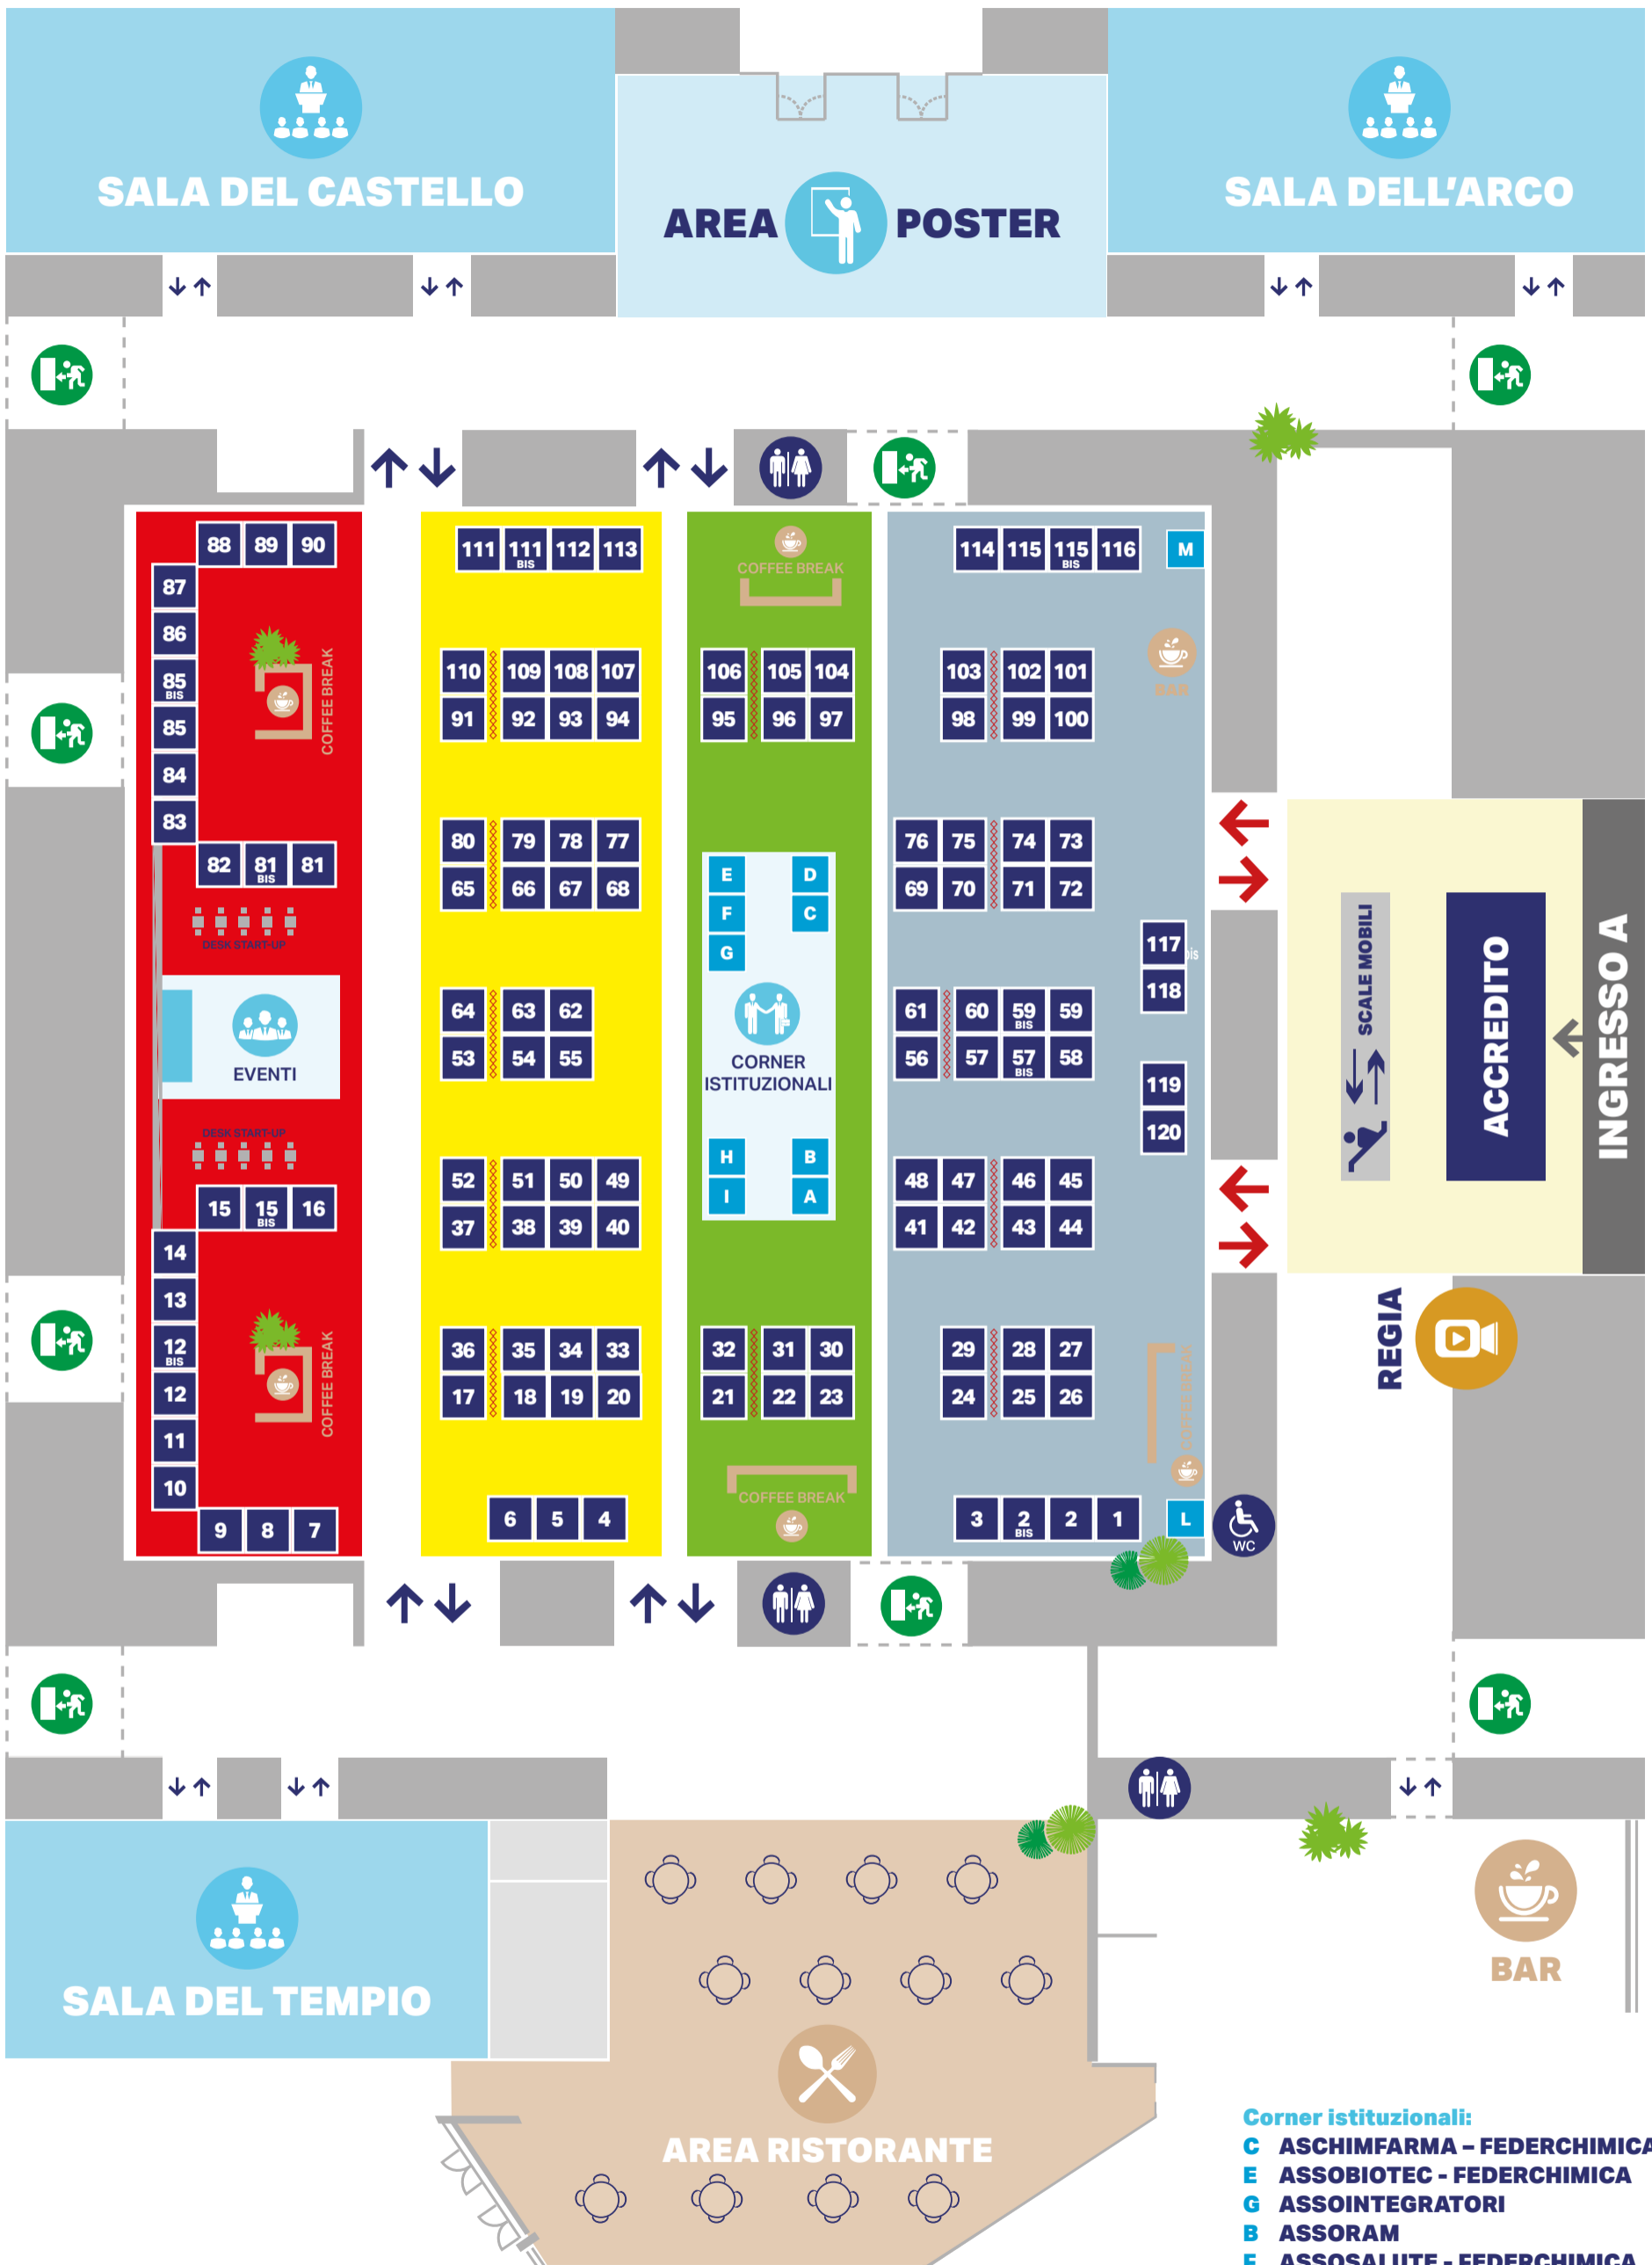 SALA DEL CASTELLO
AREA POSTER
SALA DELL'ARCO
88 89 90
87
86
85 BIS
85
84
83
82 81 BIS 81
COFFEE BREAK
DESK START-UP
EVENTI
DESK START-UP
15 15 BIS 16
14
13
12 BIS
12
11
10
9 8 7
COFFEE BREAK
111 111 BIS 112 113
110 109 108 107
91 92 93 94
80 79 78 77
65 66 67 68
64 63 62
53 54 55
52 51 50 49
37 38 39 40
36 35 34 33
17 18 19 20
6 5 4
COFFEE BREAK
106 105 104
95 96 97
E D
F C
G
CORNER
ISTITUZIONALI
H B
I A
32 31 30
21 22 23
COFFEE BREAK
114 115 115 BIS 116 M
BAR
103 102 101
98 99 100
76 75 74 73
69 70 71 72
117
118
61 60 59 BIS 59
56 57 57 BIS 58
119
120
48 47 46 45
41 42 43 44
29 28 27
24 25 26
COFFEE BREAK
3 2 BIS 2 1 L
WC
SCALE MOBILI
ACCREDITO
INGRESSO A
REGIA
SALA DEL TEMPIO
AREA RISTORANTE
BAR
Corner istituzionali:
C ASCHIMFARMA – FEDERCHIMICA
E ASSOBIOTEC - FEDERCHIMICA
G ASSOINTEGRATORI
B ASSORAM
F ASSOSALUTE - FEDERCHIMICA